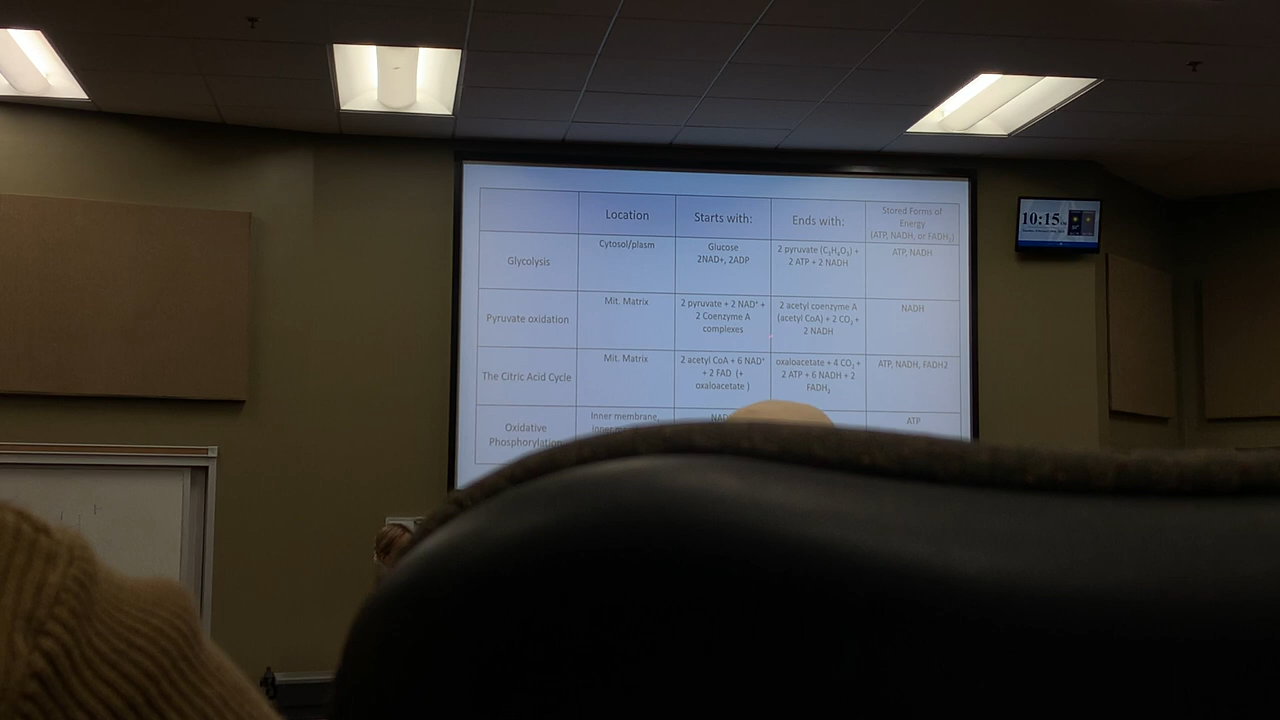 Location
Starts with:
Ends with:
Stored Forms of
Energy
(ATP, NADH, or FADH₂)
Glycolysis
Cytosol/plasm
Glucose
2NAD+, 2ADP
2 pyruvate (C₃H₄O₃) +
2 ATP + 2 NADH
ATP, NADH
Pyruvate oxidation
Mit. Matrix
2 pyruvate + 2 NAD⁺ +
2 Coenzyme A
complexes
2 acetyl coenzyme A
(acetyl CoA) + 2 CO₂ +
2 NADH
NADH
The Citric Acid Cycle
Mit. Matrix
2 acetyl CoA + 6 NAD⁺
+ 2 FAD (+
oxaloacetate )
oxaloacetate + 4 CO₂ +
2 ATP + 6 NADH + 2
FADH₂
ATP, NADH, FADH2
Oxidative
Phosphorylation
Inner membrane,
ATP
10:15